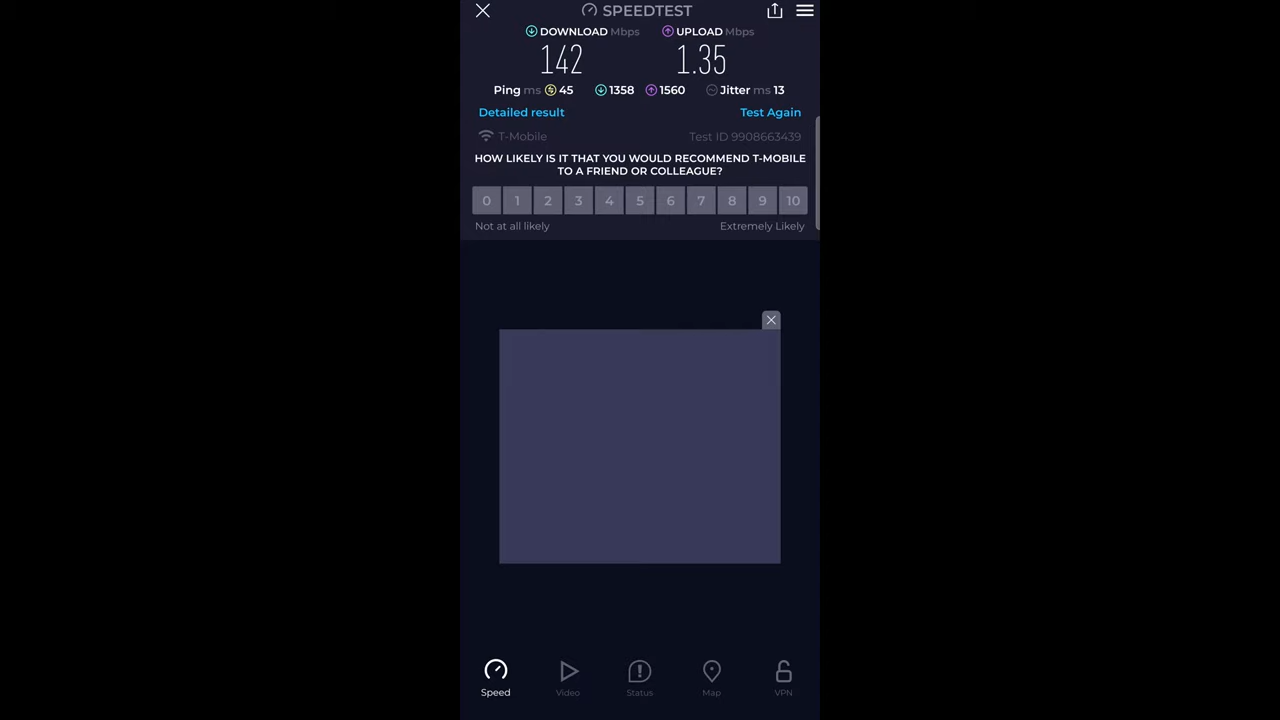 SPEEDTEST
DOWNLOAD Mbps UPLOAD Mbps
142 1.35
Ping ms 45 1358 1560 Jitter ms 13
Detailed result Test Again
T-Mobile Test ID 9908663439
HOW LIKELY IS IT THAT YOU WOULD RECOMMEND T-MOBILE
TO A FRIEND OR COLLEAGUE?
0 1 2 3 4 5 6 7 8 9 10
Not at all likely Extremely Likely
Speed Video Status Map VPN